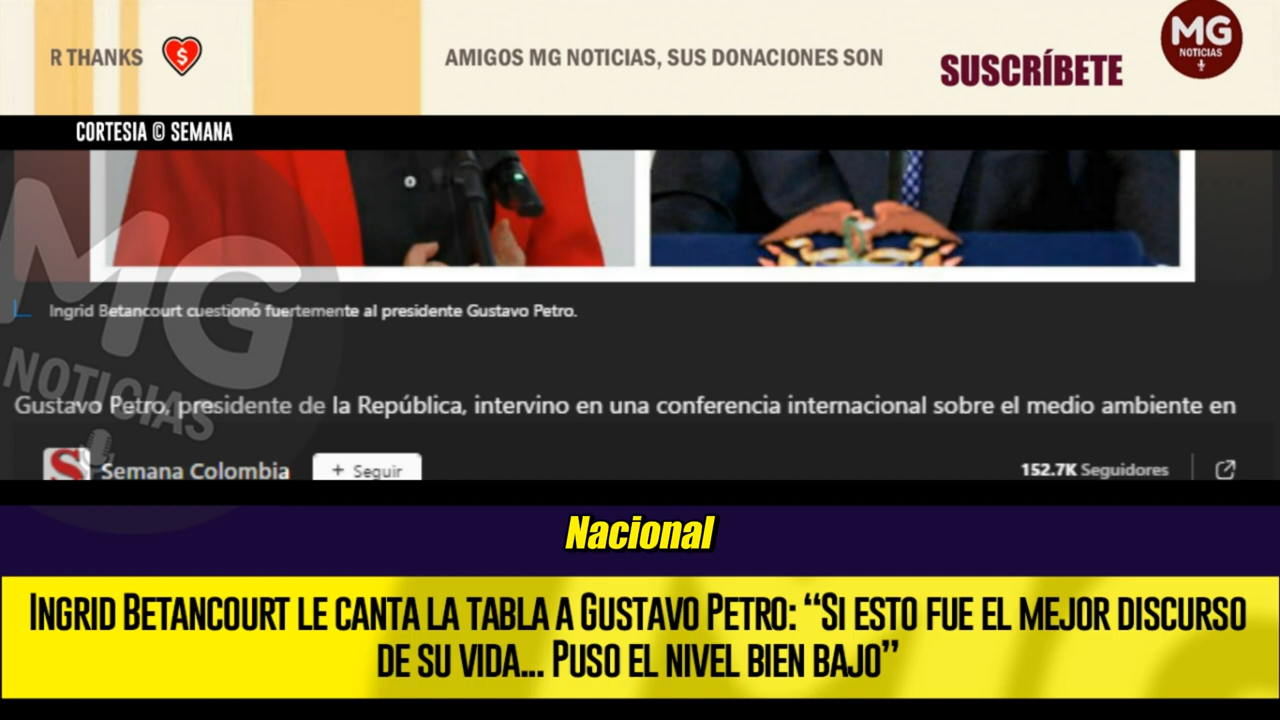 R THANKS
AMIGOS MG NOTICIAS, SUS DONACIONES SON
SUSCRÍBETE
MG
NOTICIAS
CORTESIA © SEMANA
MG
NOTICIAS
Ingrid Betancourt cuestionó fuertemente al presidente Gustavo Petro.
Gustavo Petro, presidente de la República, intervino en una conferencia internacional sobre el medio ambiente en
S
Semana Colombia
+ Seguir
152.7K Seguidores
Nacional
INGRID BETANCOURT LE CANTA LA TABLA A GUSTAVO PETRO: “SI ESTO FUE EL MEJOR DISCURSO
DE SU VIDA... PUSO EL NIVEL BIEN BAJO”